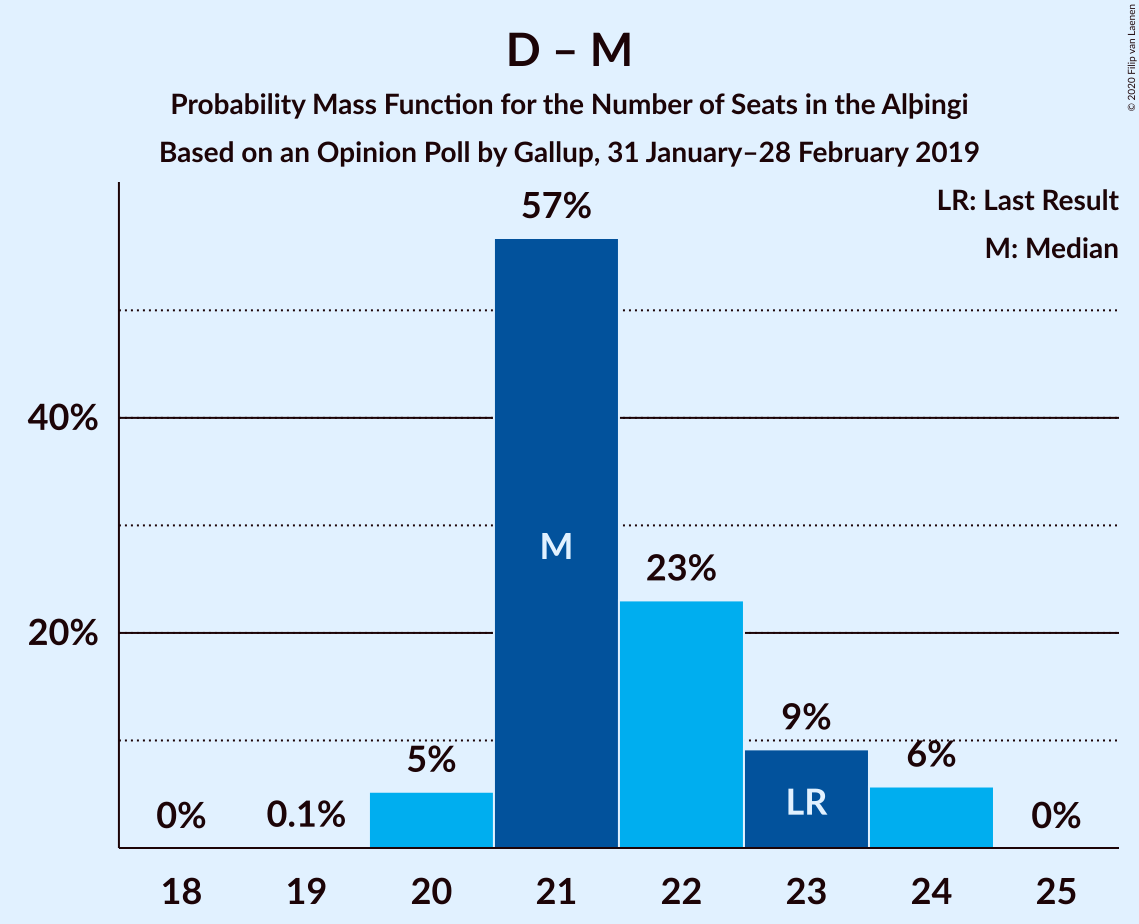 D – M
Probability Mass Function for the Number of Seats in the Alþingi
Based on an Opinion Poll by Gallup, 31 January–28 February 2019
© 2020 Filip van Laenen
LR: Last Result
M: Median
57%
40%
M
23%
20%
9%
5%
6%
0%
0.1%
LR
0%
18 19 20 21 22 23 24 25